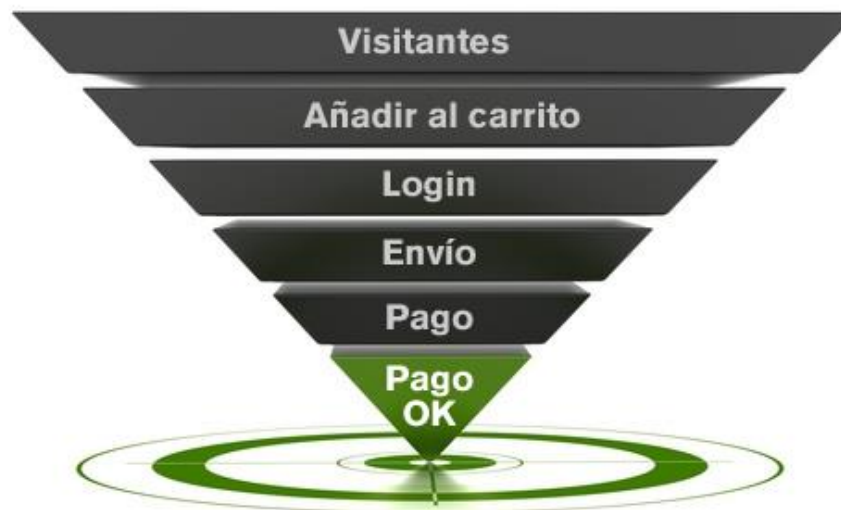 Visitantes
Añadir al carrito
Login
Envío
Pago
Pago
OK